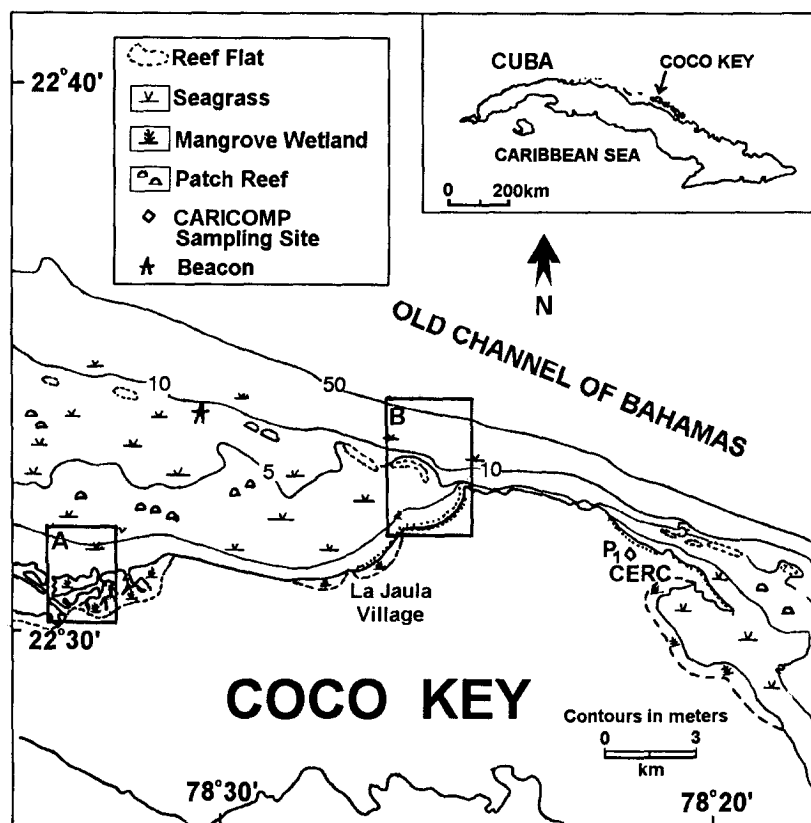 22°40'
Reef Flat
Seagrass
Mangrove Wetland
Patch Reef
CARICOMP
Sampling Site
Beacon
CUBA
COCO KEY
CARIBBEAN SEA
0 200km
N
OLD CHANNEL OF BAHAMAS
10
50
B
5
10
A
P1
CERC
La Jaula
Village
22°30'
COCO KEY
Contours in meters
0 3
km
78°30'
78°20'